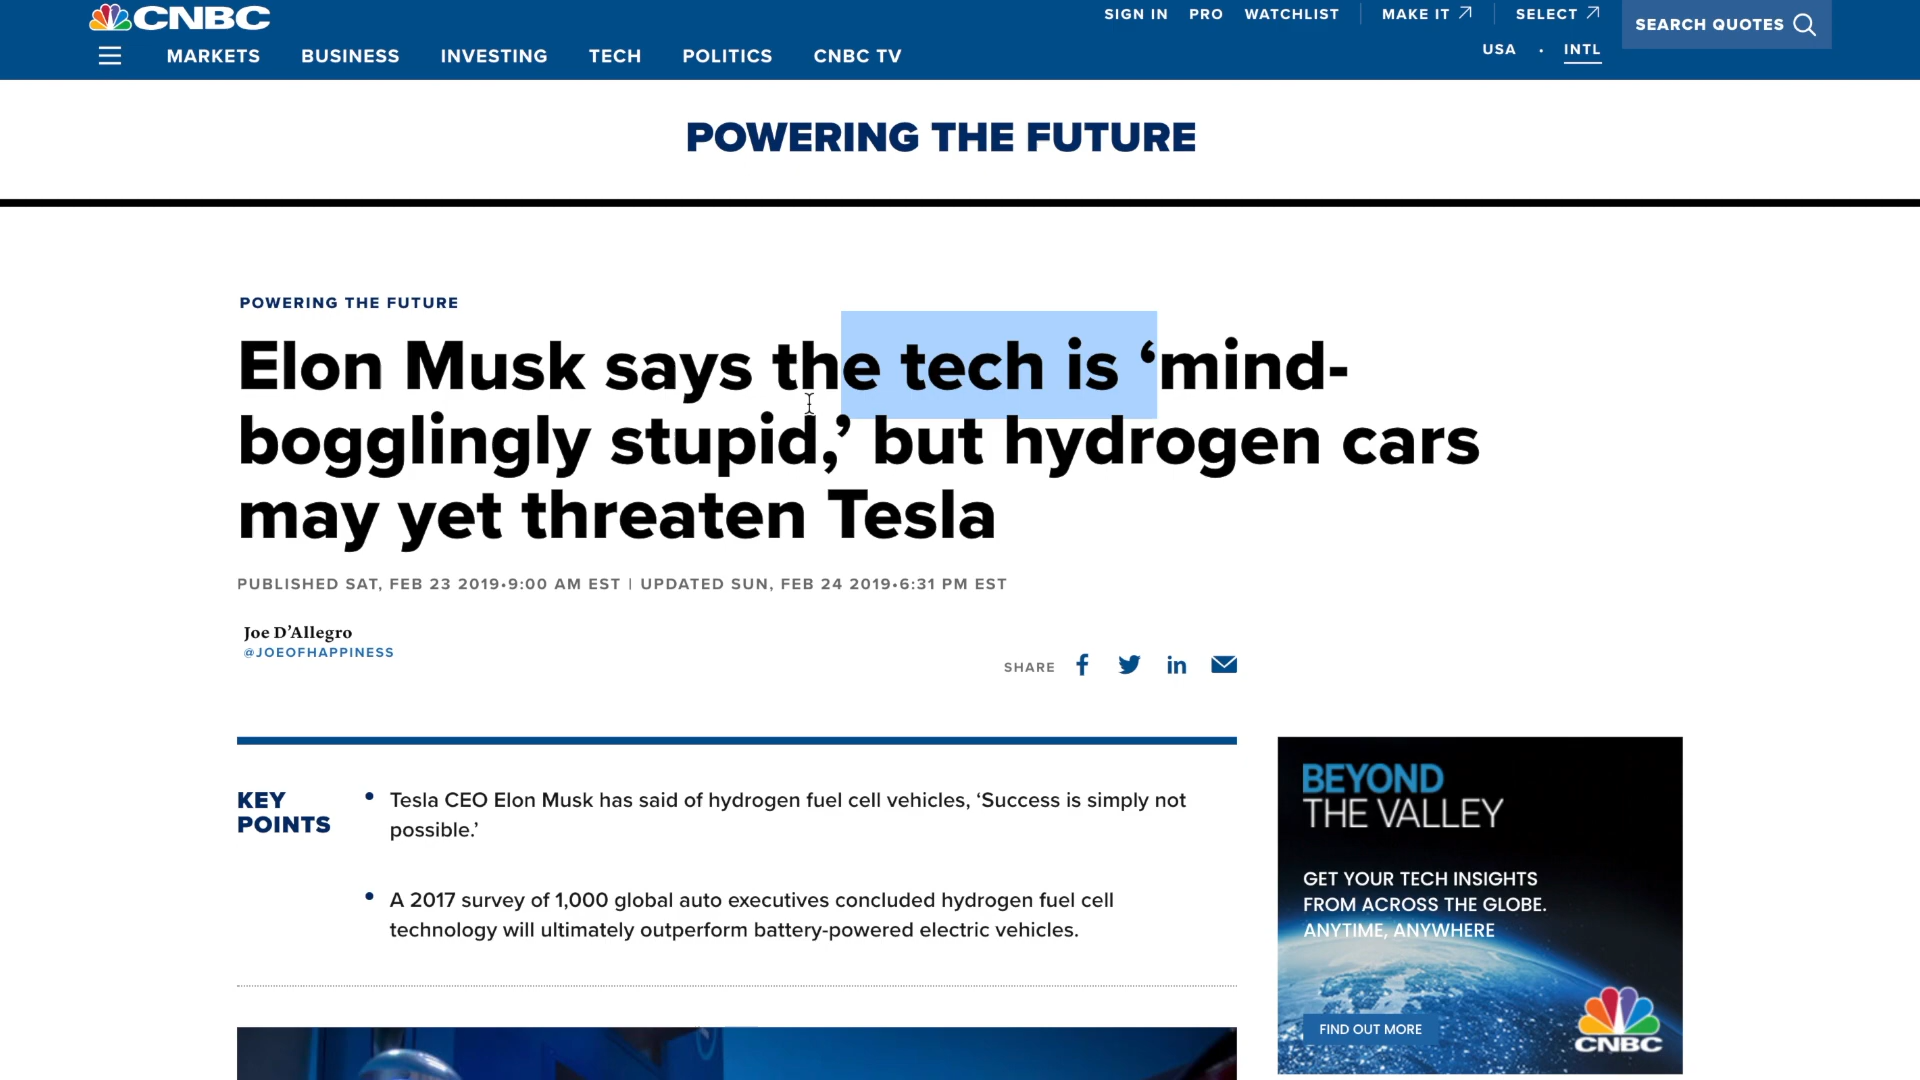 CNBC
SIGN IN PRO WATCHLIST MAKE IT SELECT SEARCH QUOTES
MARKETS BUSINESS INVESTING TECH POLITICS CNBC TV
USA • INTL
POWERING THE FUTURE
POWERING THE FUTURE
Elon Musk says the tech is ‘mind-
bogglingly stupid,’ but hydrogen cars
may yet threaten Tesla
PUBLISHED SAT, FEB 23 2019•9:00 AM EST | UPDATED SUN, FEB 24 2019•6:31 PM EST
Joe D’Allegro
@JOEOFHAPPINESS
SHARE
KEY
POINTS
• Tesla CEO Elon Musk has said of hydrogen fuel cell vehicles, ‘Success is simply not
possible.’
• A 2017 survey of 1,000 global auto executives concluded hydrogen fuel cell
technology will ultimately outperform battery-powered electric vehicles.
BEYOND
THE VALLEY
GET YOUR TECH INSIGHTS
FROM ACROSS THE GLOBE.
ANYTIME, ANYWHERE
FIND OUT MORE
CNBC